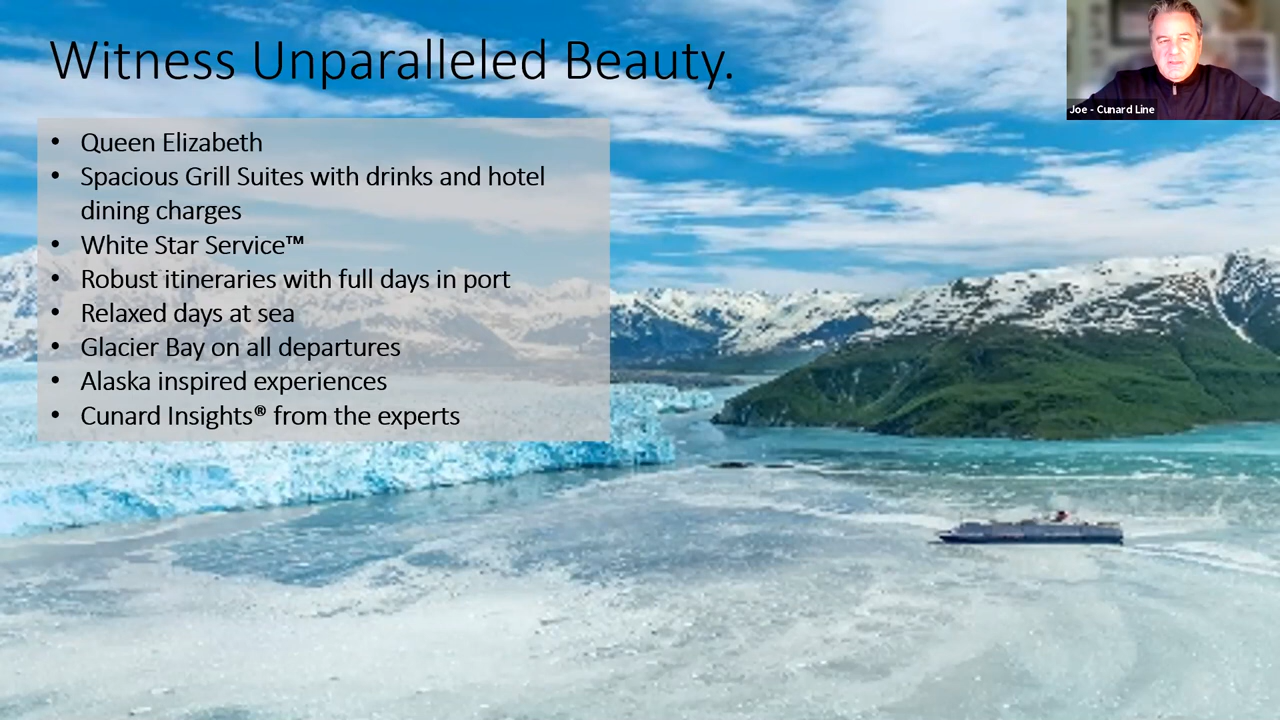 Witness Unparalleled Beauty.
Joe - Cunard Line
• Queen Elizabeth
• Spacious Grill Suites with drinks and hotel
dining charges
• White Star Service™
• Robust itineraries with full days in port
• Relaxed days at sea
• Glacier Bay on all departures
• Alaska inspired experiences
• Cunard Insights® from the experts